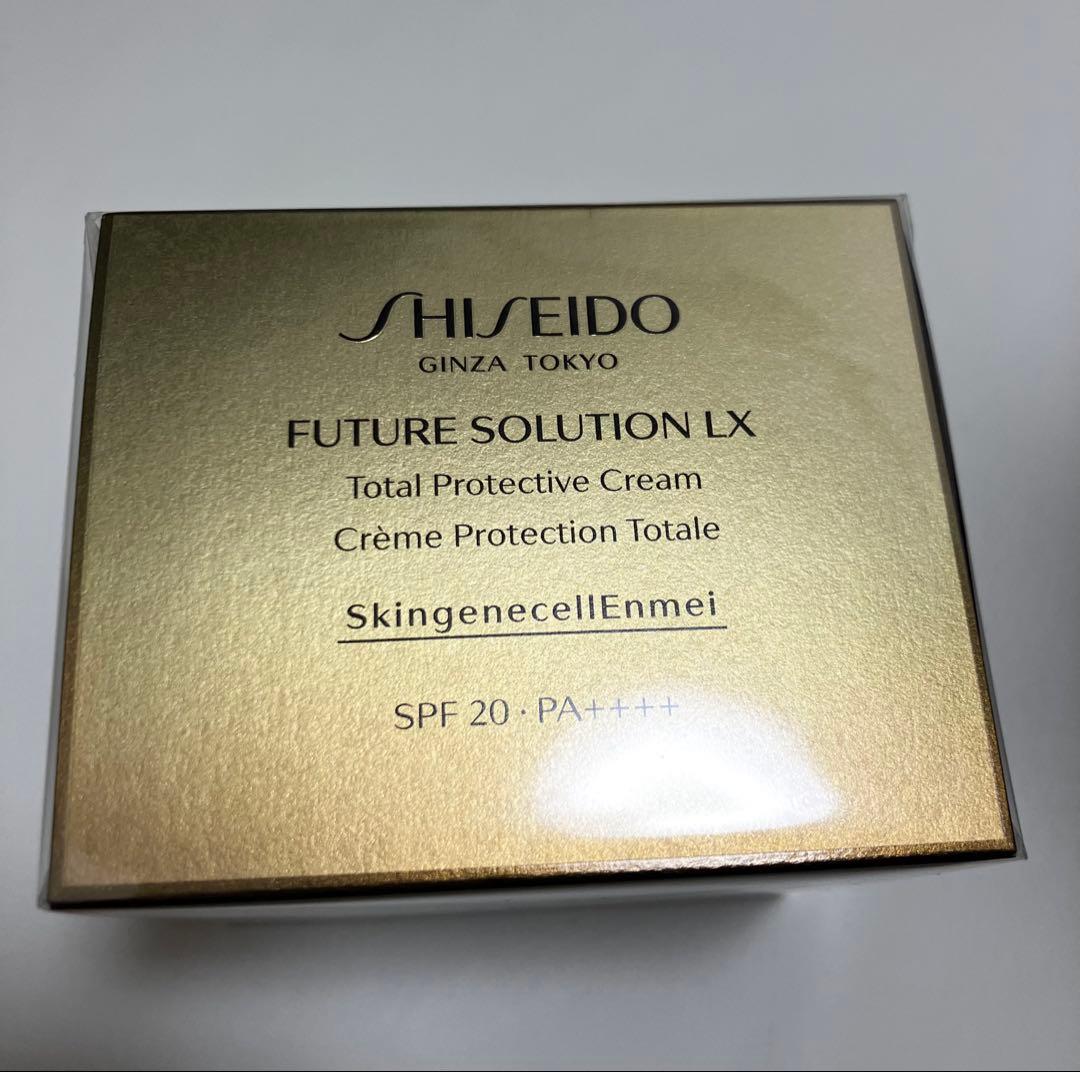 SHISEIDO
GINZA TOKYO
FUTURE SOLUTION LX
Total Protective Cream
Crème Protection Totale
SkingenecellEnmei
SPF 20 · PA++++